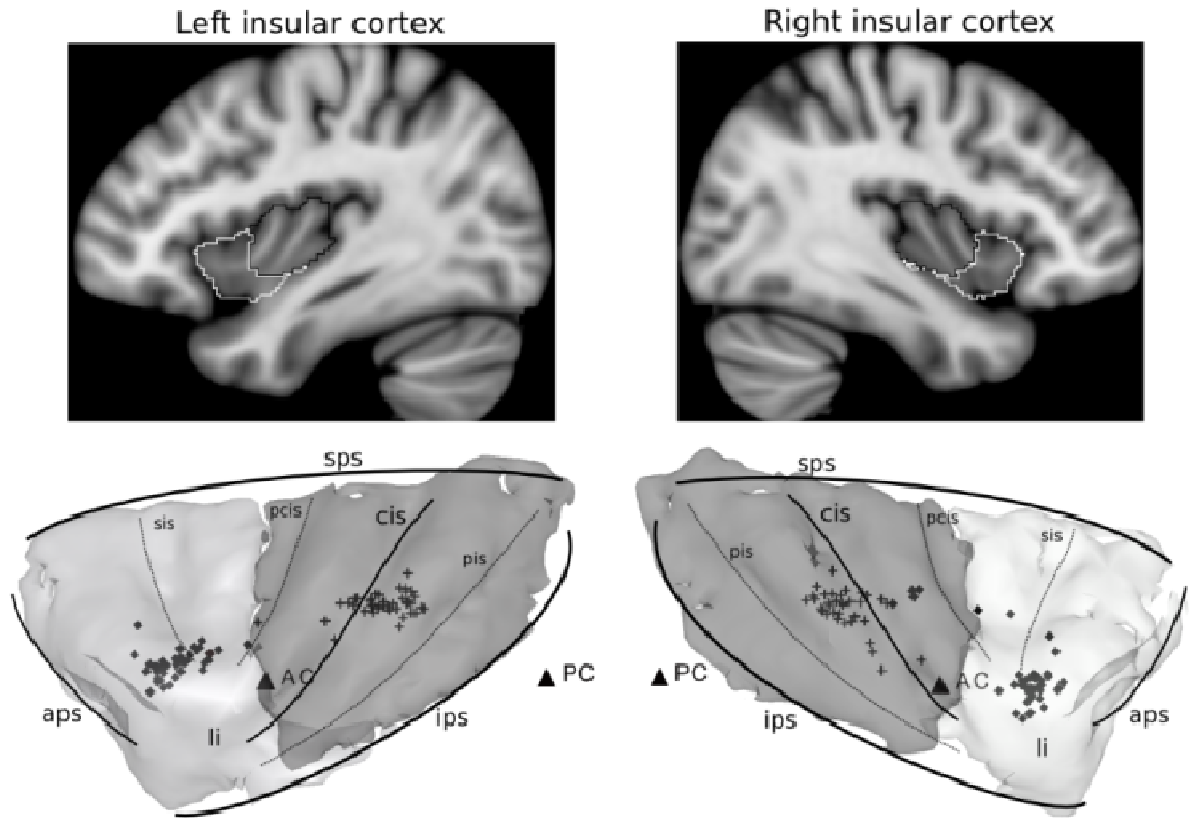 Left insular cortex
Right insular cortex
sps
sis
pcis
cis
pis
AC
PC
aps
li
ips
sps
cis
pcis
sis
pis
PC
AC
ips
li
aps